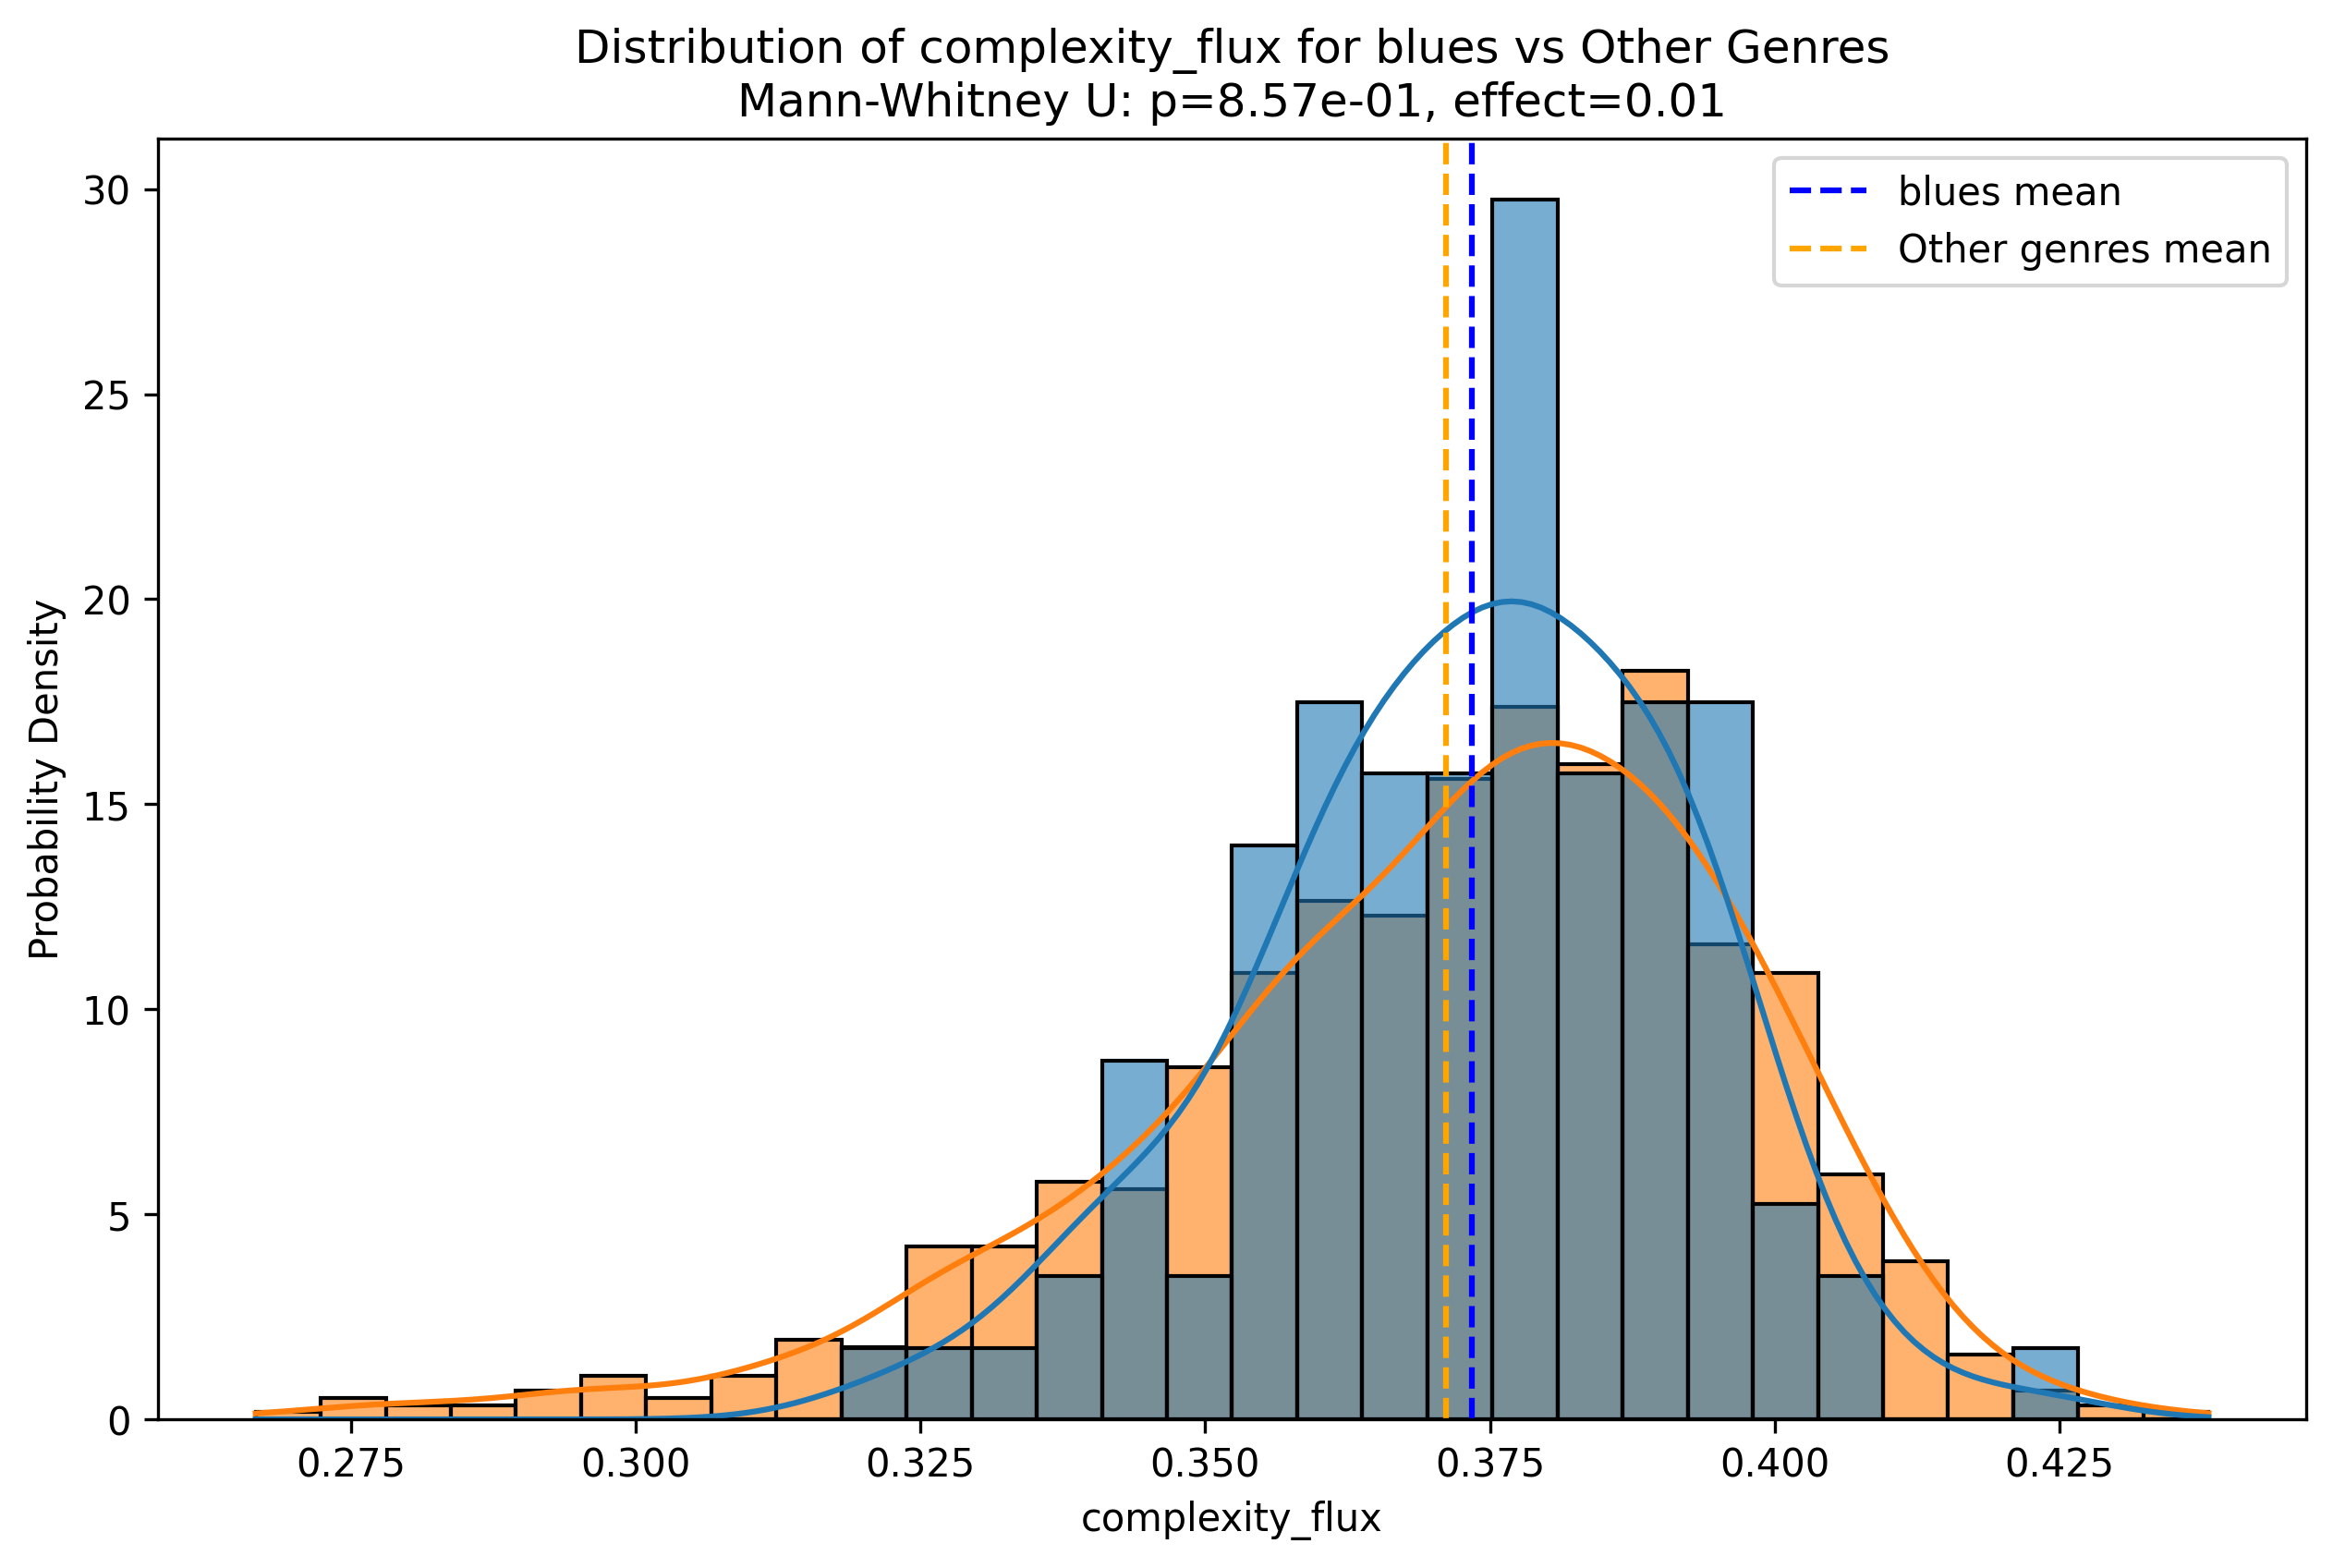 Distribution of complexity_flux for blues vs Other Genres
Mann-Whitney U: p=8.57e-01, effect=0.01
blues mean
Other genres mean
Probability Density
30
25
20
15
10
5
0
0.275 0.300 0.325 0.350 0.375 0.400 0.425
complexity_flux